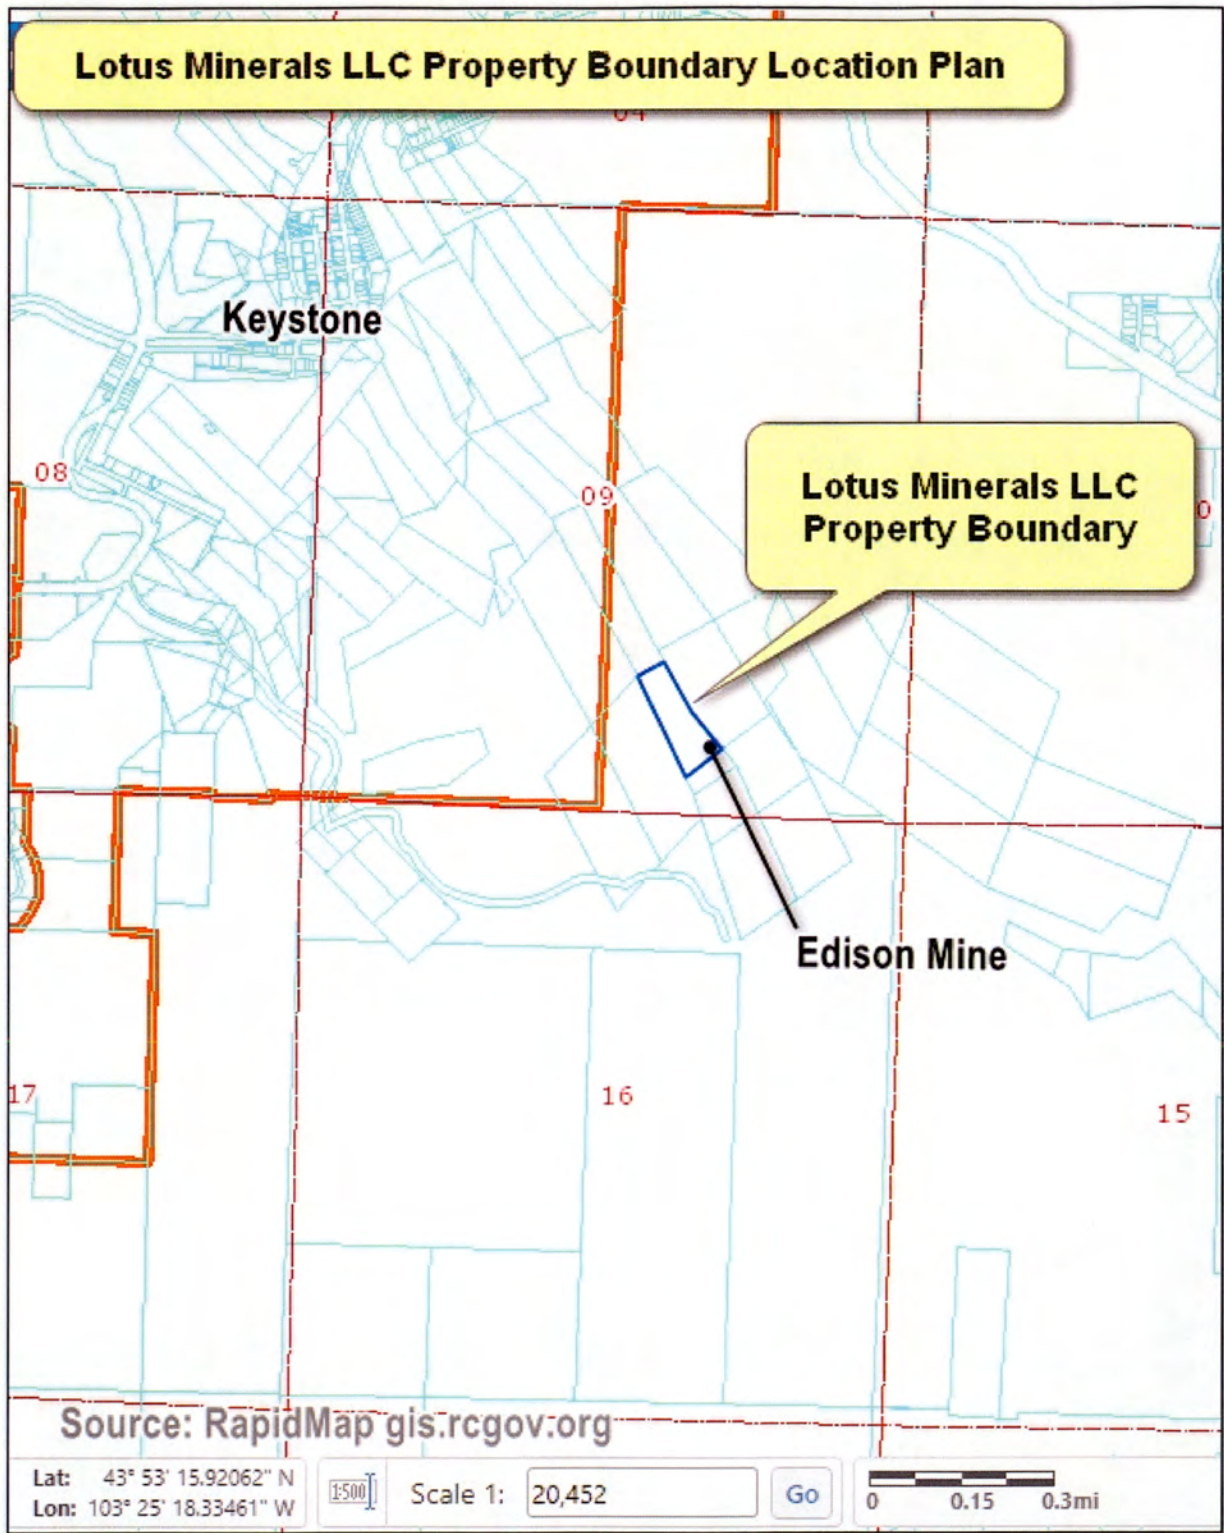 Lotus Minerals LLC Property Boundary Location Plan
04
Keystone
08
09
Lotus Minerals LLC
Property Boundary
0
Edison Mine
17
16
15
Source: RapidMap gis.rcgov.org
Lat: 43° 53' 15.92062" N
Lon: 103° 25' 18.33461" W
1:500
Scale 1: 20,452 Go
0 0.15 0.3mi